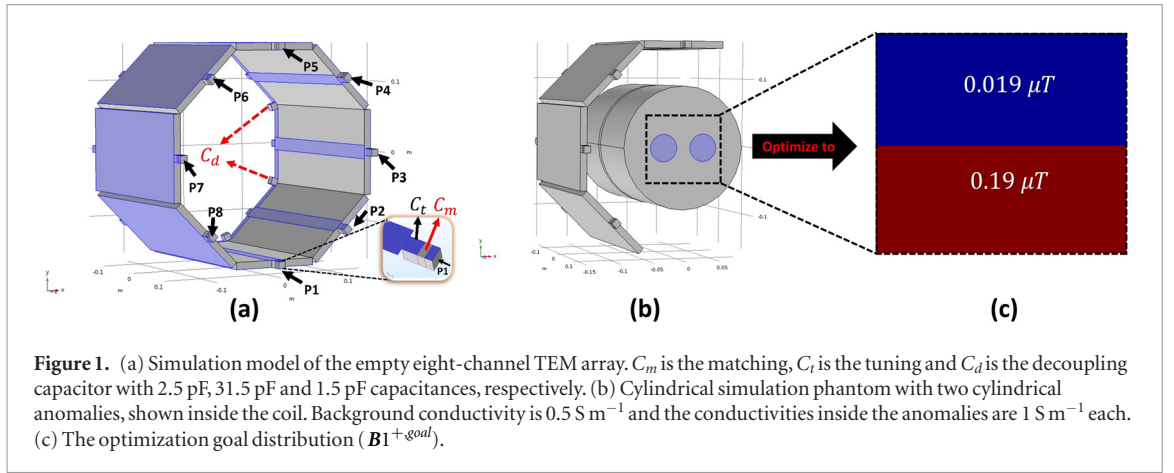 P5
P4
P6
0.1
C_d
0
m
P3
P7
P8
P2
C_t
C_m
P1
-0.1
0
m
0.1
P1
y
x
(a)
0.1
0
m
-0.1
-0.1
m
-0.15
-0.1
-0.05
0
0.05
y
x
(b)
Optimize to
0.019 μT
0.19 μT
(c)
Figure 1. (a) Simulation model of the empty eight-channel TEM array. C_m is the matching, C_t is the tuning and C_d is the decoupling
capacitor with 2.5 pF, 31.5 pF and 1.5 pF capacitances, respectively. (b) Cylindrical simulation phantom with two cylindrical
anomalies, shown inside the coil. Background conductivity is 0.5 S m⁻¹ and the conductivities inside the anomalies are 1 S m⁻¹ each.
(c) The optimization goal distribution (B1^{+,goal}).